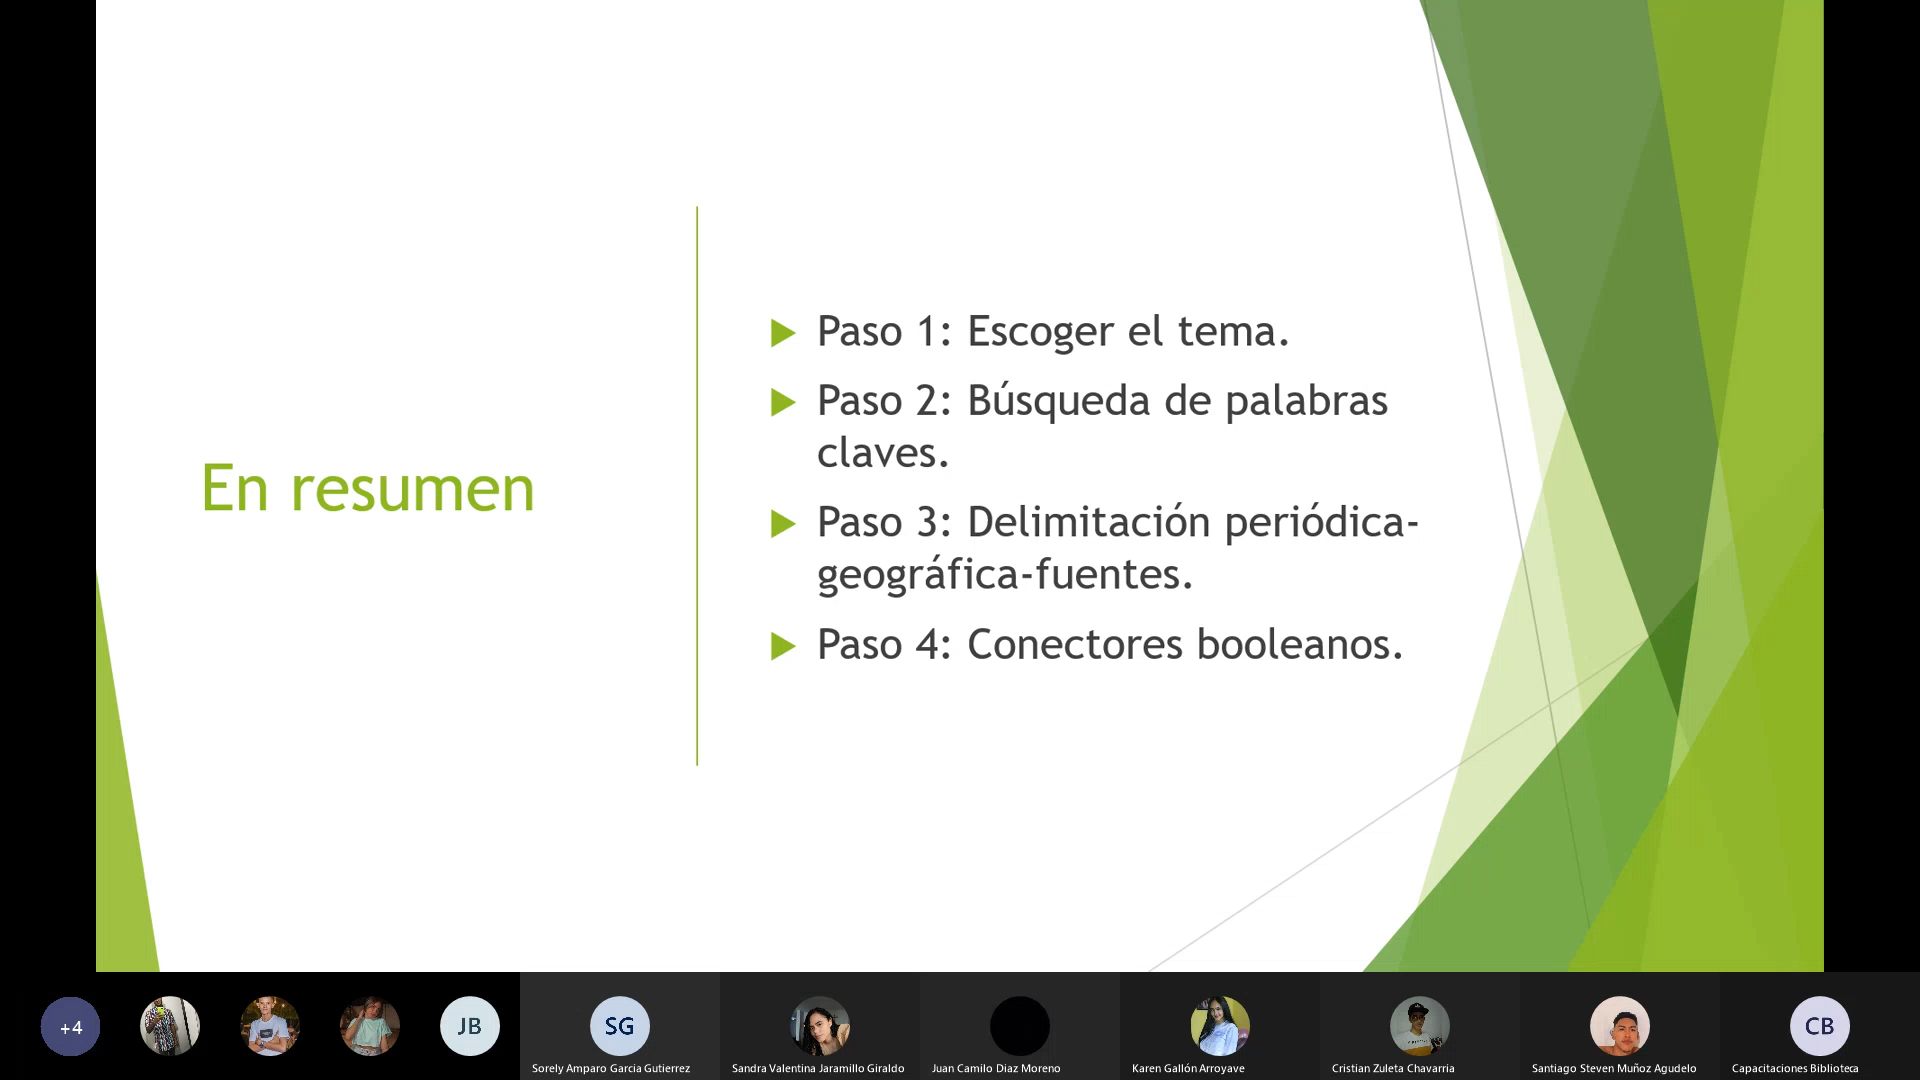 En resumen
Paso 1: Escoger el tema.
Paso 2: Búsqueda de palabras
claves.
Paso 3: Delimitación periódica-
geográfica-fuentes.
Paso 4: Conectores booleanos.
+4
JB
SG
CB
Sorely Amparo Garcia Gutierrez
Sandra Valentina Jaramillo Giraldo
Juan Camilo Diaz Moreno
Karen Gallón Arroyave
Cristian Zuleta Chavarria
Santiago Steven Muñoz Agudelo
Capacitaciones Biblioteca